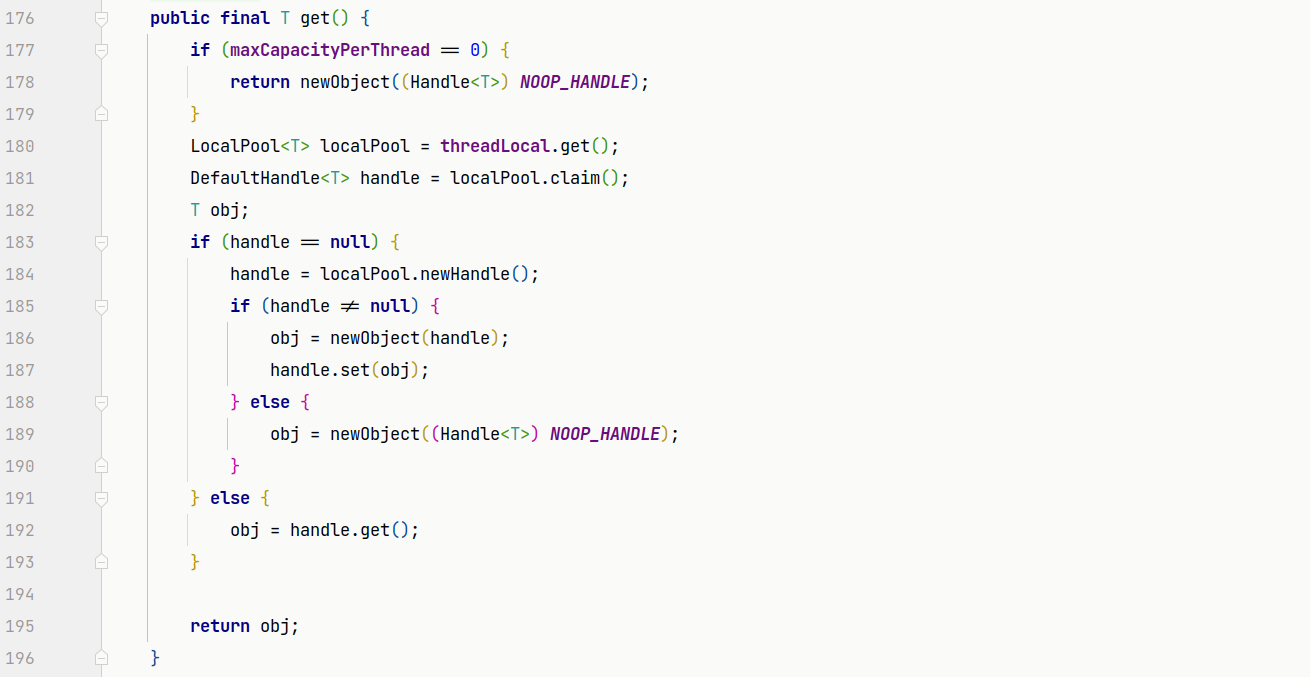 176 public final T get() {
177 if (maxCapacityPerThread == 0) {
178 return newObject((Handle<T>) NOOP_HANDLE);
179 }
180 LocalPool<T> localPool = threadLocal.get();
181 DefaultHandle<T> handle = localPool.claim();
182 T obj;
183 if (handle == null) {
184 handle = localPool.newHandle();
185 if (handle != null) {
186 obj = newObject(handle);
187 handle.set(obj);
188 } else {
189 obj = newObject((Handle<T>) NOOP_HANDLE);
190 }
191 } else {
192 obj = handle.get();
193 }
194
195 return obj;
196 }